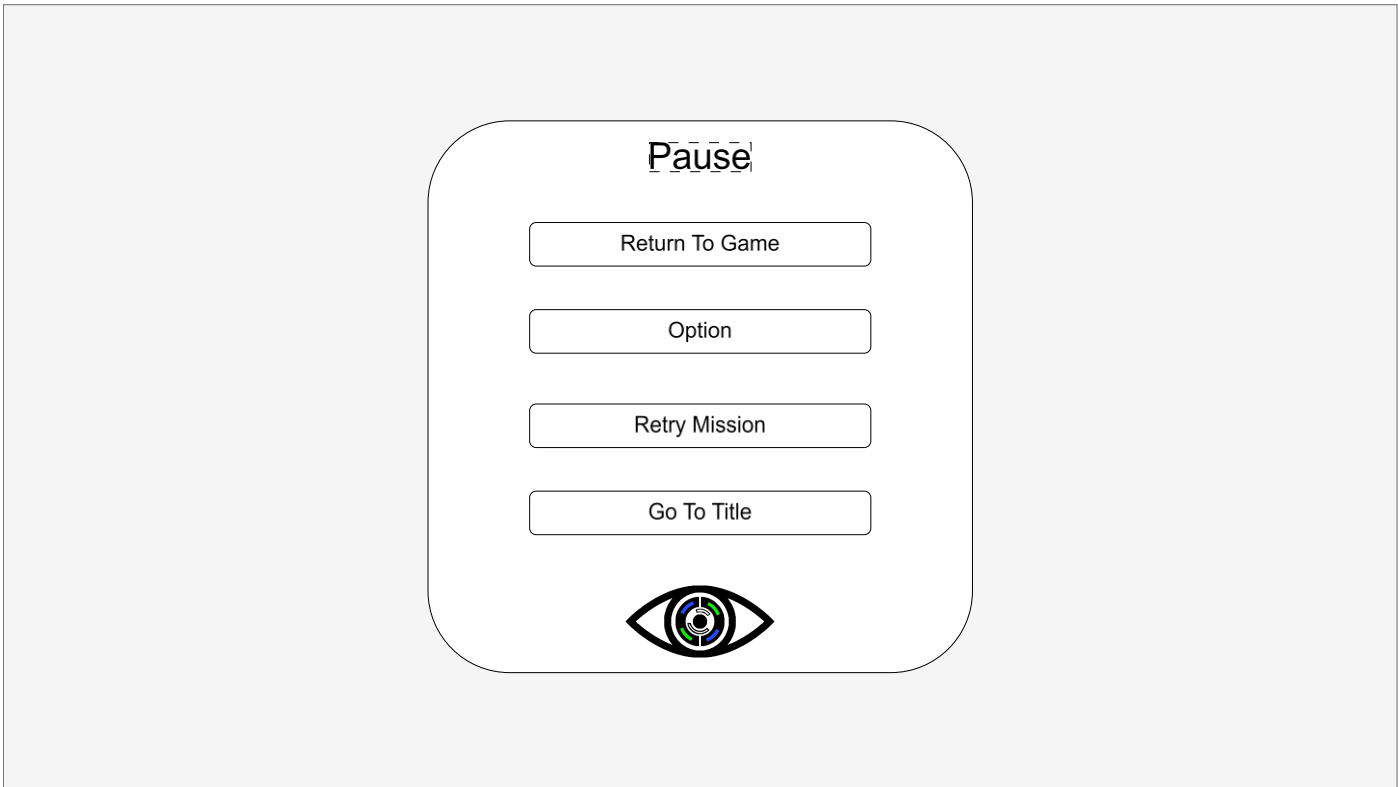 Pause
Return To Game
Option
Retry Mission
Go To Title